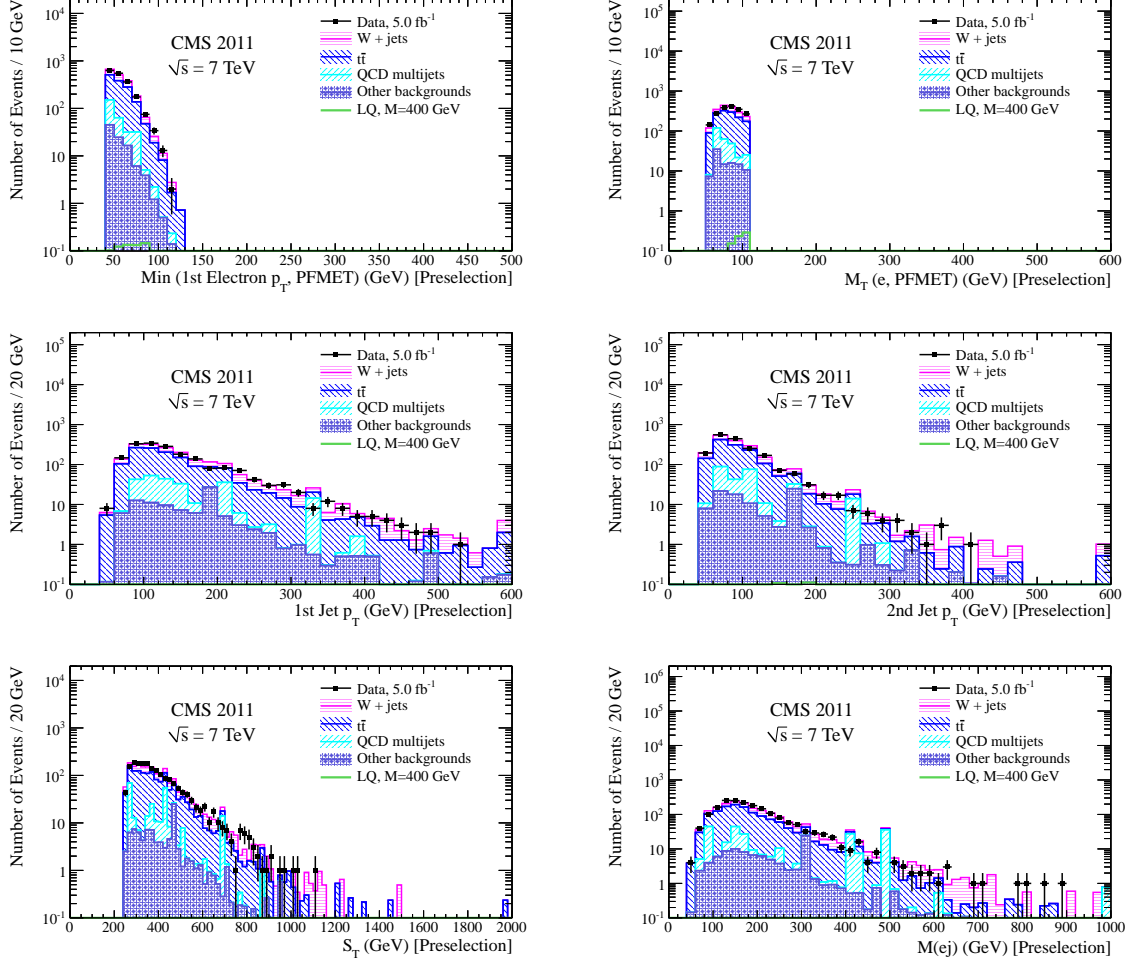 Number of Events / 10 GeV
10⁴
10³
10²
10
1
10⁻¹
CMS 2011
√s = 7 TeV
Data, 5.0 fb⁻¹
W + jets
tt̄
QCD multijets
Other backgrounds
LQ, M=400 GeV
0 50 100 150 200 250 300 350 400 450 500
Min (1st Electron p_T, PFMET) (GeV) [Preselection]
Number of Events / 10 GeV
10⁵
10⁴
10³
10²
10
1
10⁻¹
CMS 2011
√s = 7 TeV
Data, 5.0 fb⁻¹
W + jets
tt̄
QCD multijets
Other backgrounds
LQ, M=400 GeV
0 100 200 300 400 500 600
M_T (e, PFMET) (GeV) [Preselection]
Number of Events / 20 GeV
10⁵
10⁴
10³
10²
10
1
10⁻¹
CMS 2011
√s = 7 TeV
Data, 5.0 fb⁻¹
W + jets
tt̄
QCD multijets
Other backgrounds
LQ, M=400 GeV
0 100 200 300 400 500 600
1st Jet p_T (GeV) [Preselection]
Number of Events / 20 GeV
10⁵
10⁴
10³
10²
10
1
10⁻¹
CMS 2011
√s = 7 TeV
Data, 5.0 fb⁻¹
W + jets
tt̄
QCD multijets
Other backgrounds
LQ, M=400 GeV
0 100 200 300 400 500 600
2nd Jet p_T (GeV) [Preselection]
Number of Events / 20 GeV
10⁴
10³
10²
10
1
10⁻¹
CMS 2011
√s = 7 TeV
Data, 5.0 fb⁻¹
W + jets
tt̄
QCD multijets
Other backgrounds
LQ, M=400 GeV
0 200 400 600 800 1000 1200 1400 1600 1800 2000
S_T (GeV) [Preselection]
Number of Events / 20 GeV
10⁶
10⁵
10⁴
10³
10²
10
1
10⁻¹
CMS 2011
√s = 7 TeV
Data, 5.0 fb⁻¹
W + jets
tt̄
QCD multijets
Other backgrounds
LQ, M=400 GeV
0 100 200 300 400 500 600 700 800 900 1000
M(ej) (GeV) [Preselection]